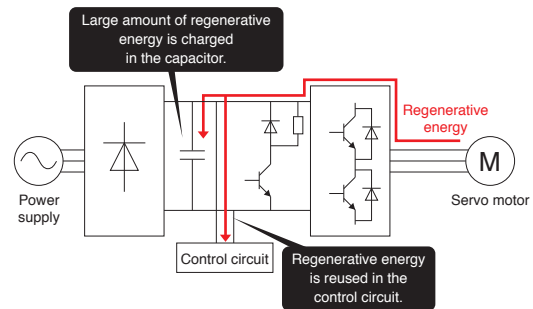 Large amount of regenerative
energy is charged
in the capacitor.
Regenerative
energy
M
Power
supply
Servo motor
Control circuit
Regenerative energy
is reused in the
control circuit.